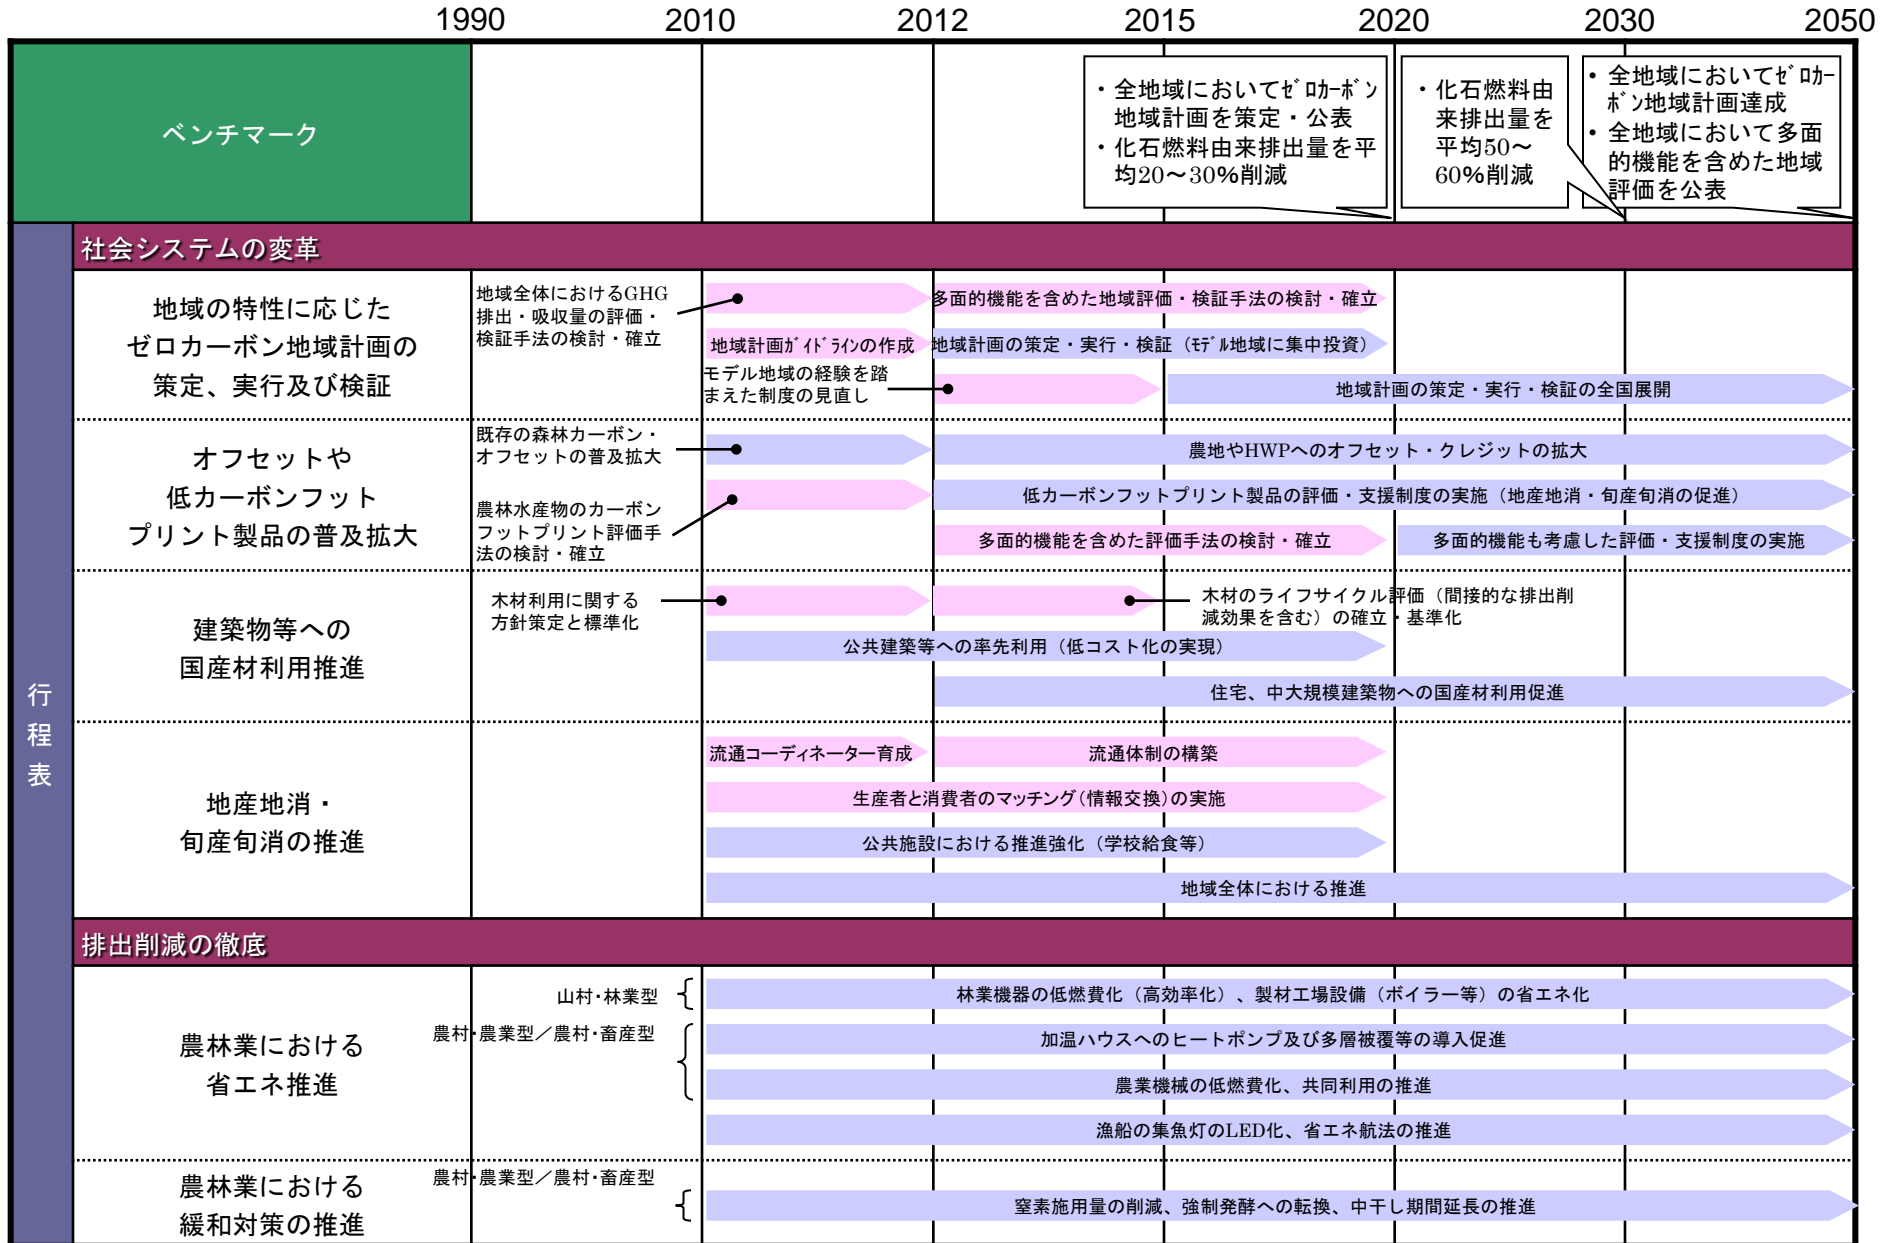 1990 2010 2012 2015 2020 2030 2050
ベンチマーク
・全地域においてｾﾞﾛｶｰﾎﾞﾝ
地域計画を策定・公表
・化石燃料由来排出量を平
均20～30%削減
・化石燃料由
来排出量を
平均50～
60%削減
・全地域においてｾﾞﾛｶｰ
ﾎﾞﾝ地域計画達成
・全地域において多面
的機能を含めた地域
評価を公表
行程表
社会システムの変革
地域の特性に応じた
ゼロカーボン地域計画の
策定、実行及び検証
地域全体におけるGHG
排出・吸収量の評価・
検証手法の検討・確立
多面的機能を含めた地域評価・検証手法の検討・確立
地域計画ｶﾞｲﾄﾞﾗｲﾝの作成
地域計画の策定・実行・検証（ﾓﾃﾞﾙ地域に集中投資）
モデル地域の経験を踏
まえた制度の見直し
地域計画の策定・実行・検証の全国展開
オフセットや
低カーボンフット
プリント製品の普及拡大
既存の森林カーボン・
オフセットの普及拡大
農地やHWPへのオフセット・クレジットの拡大
農林水産物のカーボン
フットプリント評価手
法の検討・確立
低カーボンフットプリント製品の評価・支援制度の実施（地産地消・旬産旬消の促進）
多面的機能を含めた評価手法の検討・確立
多面的機能も考慮した評価・支援制度の実施
建築物等への
国産材利用推進
木材利用に関する
方針策定と標準化
木材のライフサイクル評価（間接的な排出削
減効果を含む）の確立・基準化
公共建築等への率先利用（低コスト化の実現）
住宅、中大規模建築物への国産材利用促進
地産地消・
旬産旬消の推進
流通コーディネーター育成
流通体制の構築
生産者と消費者のマッチング（情報交換）の実施
公共施設における推進強化（学校給食等）
地域全体における推進
排出削減の徹底
農林業における
省エネ推進
山村・林業型
林業機器の低燃費化（高効率化）、製材工場設備（ボイラー等）の省エネ化
農村・農業型／農村・畜産型
加温ハウスへのヒートポンプ及び多層被覆等の導入促進
農業機械の低燃費化、共同利用の推進
漁船の集魚灯のLED化、省エネ航法の推進
農林業における
緩和対策の推進
農村・農業型／農村・畜産型
窒素施用量の削減、強制発酵への転換、中干し期間延長の推進